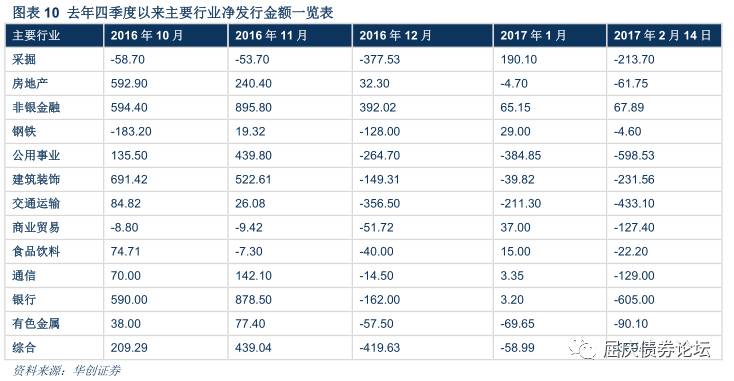 图表 10 去年四季度以来主要行业净发行金额一览表
主要行业 2016 年 10 月 2016 年 11 月 2016 年 12 月 2017 年 1 月 2017 年 2 月 14 日
采掘 -58.70 -53.70 -377.53 190.10 -213.70
房地产 592.90 240.40 32.30 -4.70 -61.75
非银金融 594.40 895.80 392.02 65.15 67.89
钢铁 -183.20 19.32 -128.00 29.00 -4.60
公用事业 135.50 439.80 -264.70 -384.85 -598.53
建筑装饰 691.42 522.61 -149.31 -39.82 -231.56
交通运输 84.82 26.08 -356.50 -211.30 -433.10
商业贸易 -8.80 -9.42 -51.72 37.00 -127.40
食品饮料 74.71 -7.30 -40.00 15.00 -22.20
通信 70.00 142.10 -14.50 3.35 -129.00
银行 590.00 878.50 -162.00 3.20 -605.00
有色金属 38.00 77.40 -57.50 -69.65 -90.10
综合 209.29 439.04 -419.63 -58.99
屈庆债券论坛
资料来源：华创证券